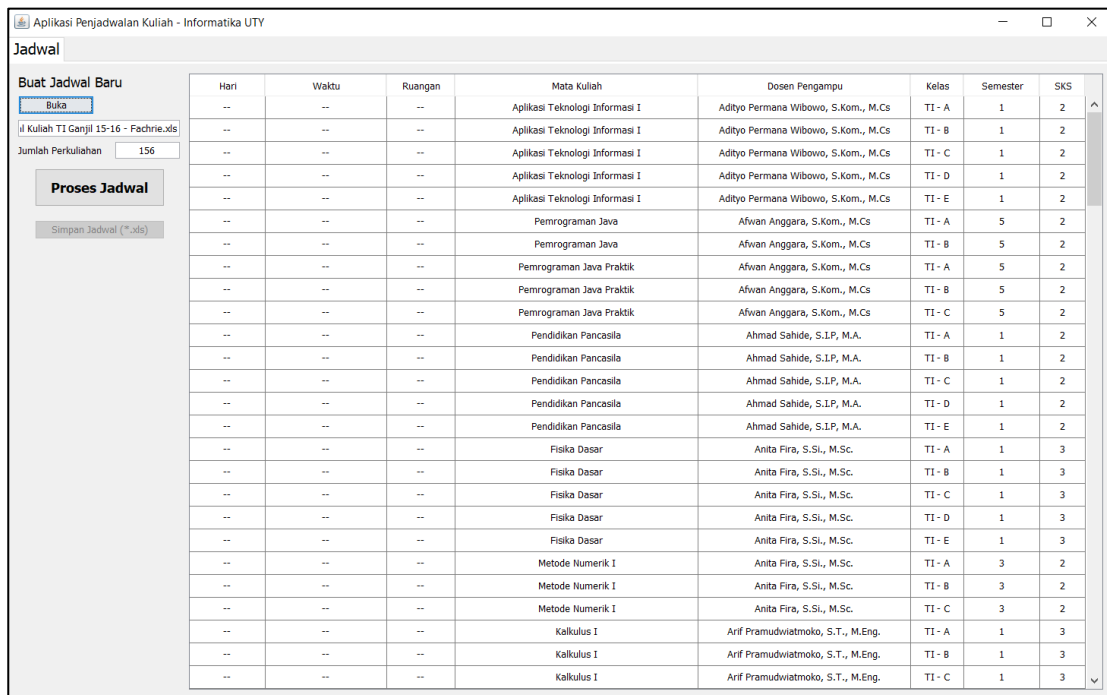 Aplikasi Penjadwalan Kuliah - Informatika UTY
Jadwal
Buat Jadwal Baru
Buka
il Kuliah TI Ganjil 15-16 - Fachrie.xls
Jumlah Perkuliahan 156
Proses Jadwal
Simpan Jadwal (*.xls)
Hari Waktu Ruangan Mata Kuliah Dosen Pengampu Kelas Semester SKS
-- -- -- Aplikasi Teknologi Informasi I Adityo Permana Wibowo, S.Kom., M.Cs TI - A 1 2
-- -- -- Aplikasi Teknologi Informasi I Adityo Permana Wibowo, S.Kom., M.Cs TI - B 1 2
-- -- -- Aplikasi Teknologi Informasi I Adityo Permana Wibowo, S.Kom., M.Cs TI - C 1 2
-- -- -- Aplikasi Teknologi Informasi I Adityo Permana Wibowo, S.Kom., M.Cs TI - D 1 2
-- -- -- Aplikasi Teknologi Informasi I Adityo Permana Wibowo, S.Kom., M.Cs TI - E 1 2
-- -- -- Pemrograman Java Afwan Anggara, S.Kom., M.Cs TI - A 5 2
-- -- -- Pemrograman Java Afwan Anggara, S.Kom., M.Cs TI - B 5 2
-- -- -- Pemrograman Java Praktik Afwan Anggara, S.Kom., M.Cs TI - A 5 2
-- -- -- Pemrograman Java Praktik Afwan Anggara, S.Kom., M.Cs TI - B 5 2
-- -- -- Pemrograman Java Praktik Afwan Anggara, S.Kom., M.Cs TI - C 5 2
-- -- -- Pendidikan Pancasila Ahmad Sahide, S.I.P, M.A. TI - A 1 2
-- -- -- Pendidikan Pancasila Ahmad Sahide, S.I.P, M.A. TI - B 1 2
-- -- -- Pendidikan Pancasila Ahmad Sahide, S.I.P, M.A. TI - C 1 2
-- -- -- Pendidikan Pancasila Ahmad Sahide, S.I.P, M.A. TI - D 1 2
-- -- -- Pendidikan Pancasila Ahmad Sahide, S.I.P, M.A. TI - E 1 2
-- -- -- Fisika Dasar Anita Fira, S.Si., M.Sc. TI - A 1 3
-- -- -- Fisika Dasar Anita Fira, S.Si., M.Sc. TI - B 1 3
-- -- -- Fisika Dasar Anita Fira, S.Si., M.Sc. TI - C 1 3
-- -- -- Fisika Dasar Anita Fira, S.Si., M.Sc. TI - D 1 3
-- -- -- Fisika Dasar Anita Fira, S.Si., M.Sc. TI - E 1 3
-- -- -- Metode Numerik I Anita Fira, S.Si., M.Sc. TI - A 3 2
-- -- -- Metode Numerik I Anita Fira, S.Si., M.Sc. TI - B 3 2
-- -- -- Metode Numerik I Anita Fira, S.Si., M.Sc. TI - C 3 2
-- -- -- Kalkulus I Arif Pramudwiatmoko, S.T., M.Eng. TI - A 1 3
-- -- -- Kalkulus I Arif Pramudwiatmoko, S.T., M.Eng. TI - B 1 3
-- -- -- Kalkulus I Arif Pramudwiatmoko, S.T., M.Eng. TI - C 1 3